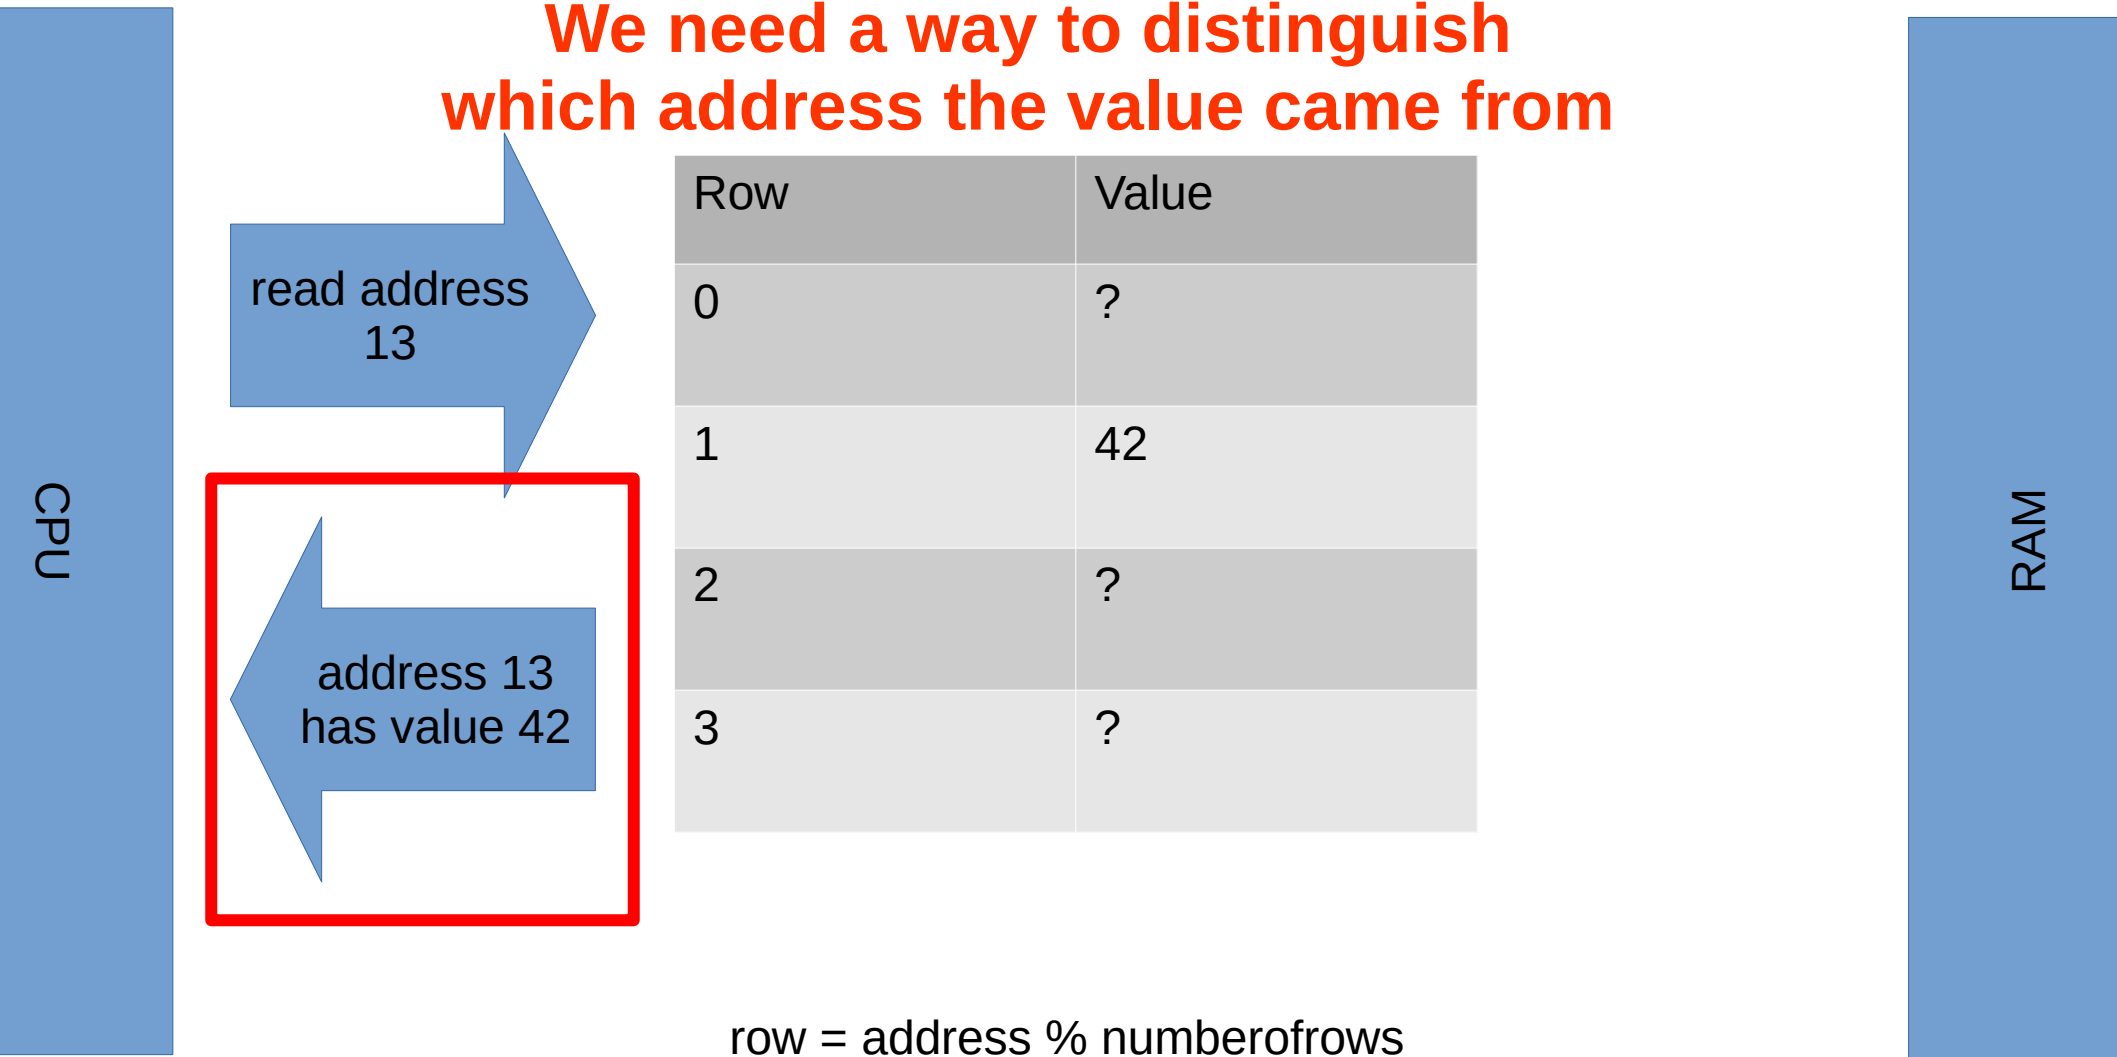 We need a way to distinguish
which address the value came from
CPU
read address
13
address 13
has value 42
Row Value
0 ?
1 42
2 ?
3 ?
RAM
row = address % numberofrows